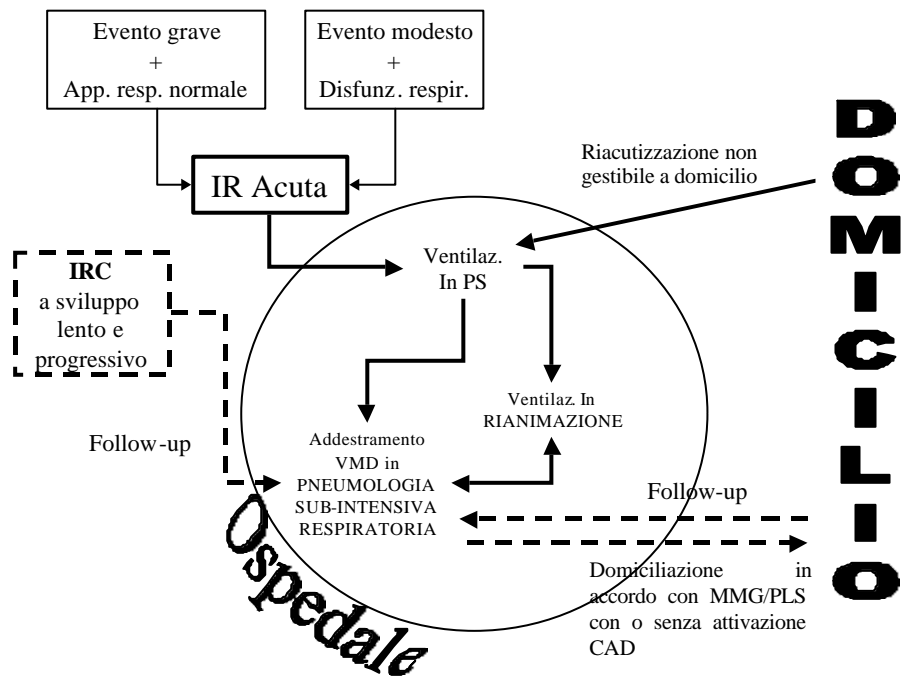 Evento grave
+
App. resp. normale
Evento modesto
+
Disfunz. respir.
IR Acuta
Riacutizzazione non
gestibile a domicilio
DOMICILIO
Ventilaz.
In PS
IRC
a sviluppo
lento e
progressivo
Ventilaz. In
RIANIMAZIONE
Follow-up
Addestramento
VMD in
PNEUMOLOGIA
SUB-INTENSIVA
RESPIRATORIA
Follow-up
Domiciliazione in
accordo con MMG/PLS
con o senza attivazione
CAD
Ospedale